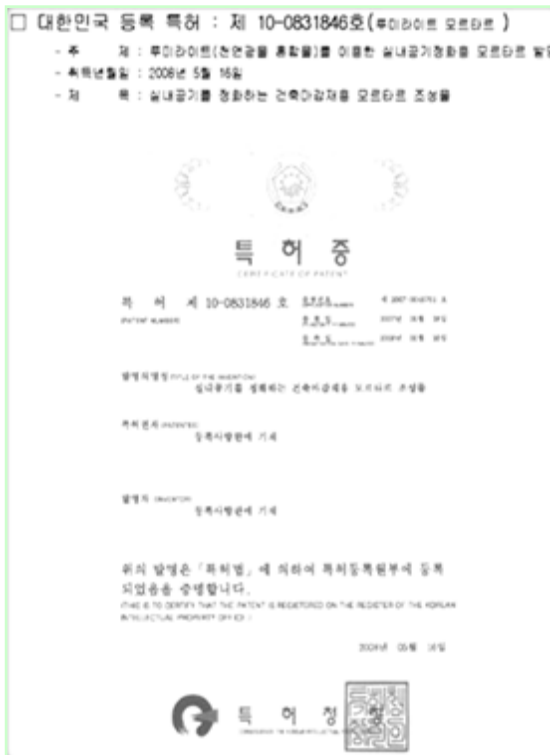 □ 대한민국 등록 특허 : 제 10-0831846호(루미라이트 모르타르 )
- 주 제 : 루미라이트(천연광물 혼합물)를 이용한 실내공기정화용 모르타르 발명
- 취득년월일 : 2008년 5월 16일
- 제 목 : 실내공기를 정화하는 건축마감재용 모르타르 조성물
특 허 증
CERTIFICATE OF PATENT
특 허 제 10-0831846 호
(PATENT NUMBER)
발명의명칭 (TITLE OF THE INVENTION)
실내공기를 정화하는 건축마감재용 모르타르 조성물
특허권자 (PATENTEE)
등록사항란에 기재
발명자 (INVENTOR)
등록사항란에 기재
위의 발명은 「특허법」에 의하여 특허등록원부에 등록
되었음을 증명합니다.
(THIS IS TO CERTIFY THAT THE PATENT IS REGISTERED ON THE REGISTER OF THE KOREAN
INTELLECTUAL PROPERTY OFFICE.)
2008년 05월 16일
특 허 청